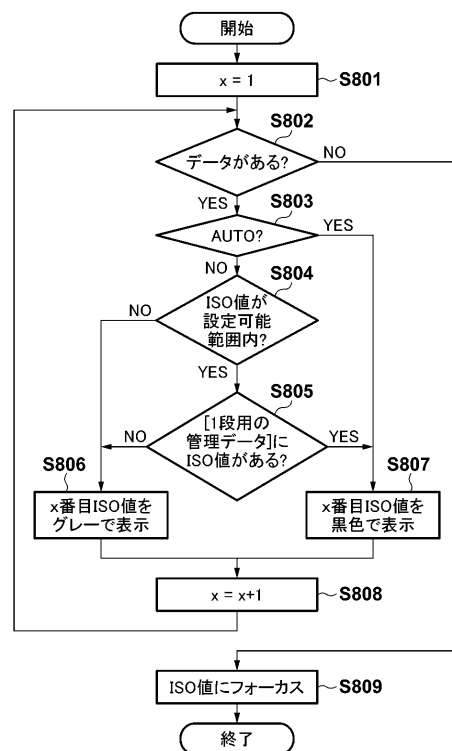 開始
x = 1
S801
S802
データがある?
NO
YES
S803
AUTO?
YES
NO
S804
ISO値が
設定可能
範囲内?
NO
YES
S805
[1段用の
管理データ]に
ISO値がある?
NO
YES
S806
x番目ISO値を
グレーで表示
S807
x番目ISO値を
黒色で表示
x = x+1
S808
ISO値にフォーカス
S809
終了